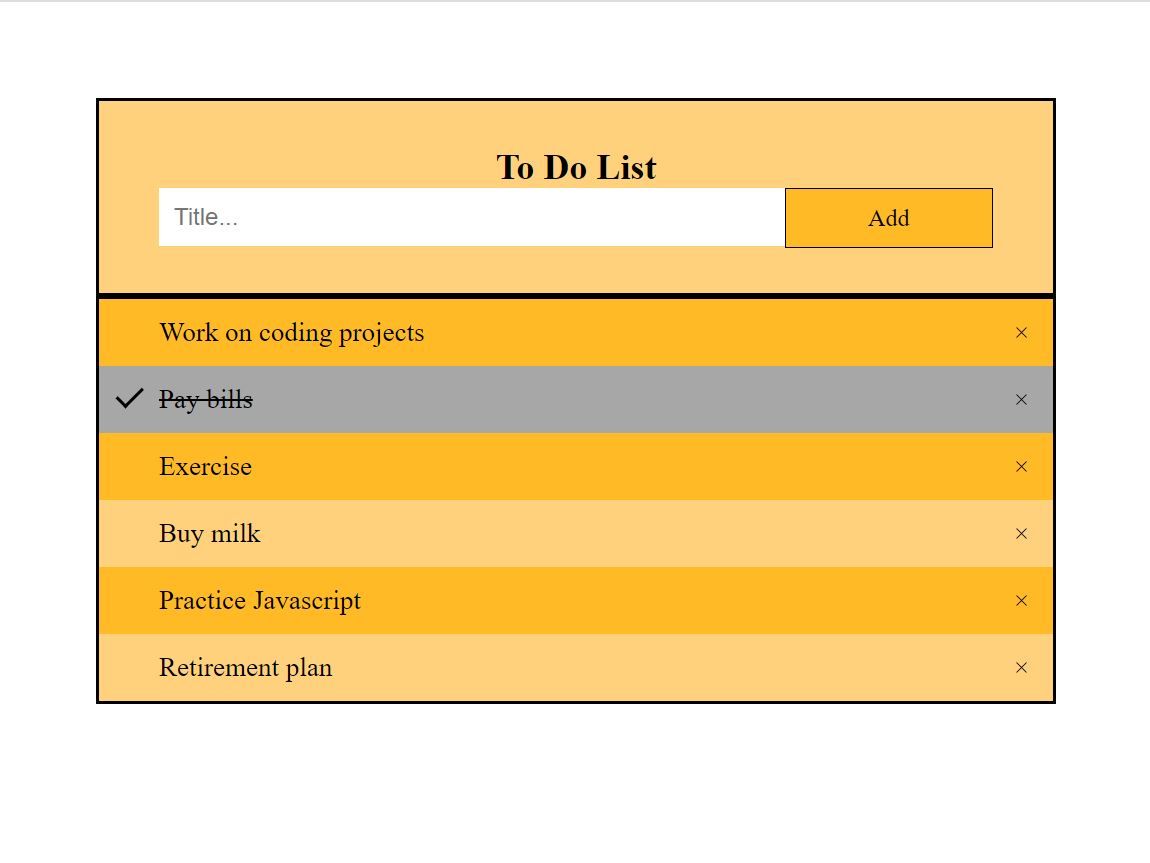 To Do List
Title...
Add
Work on coding projects ×
Pay bills ×
Exercise ×
Buy milk ×
Practice Javascript ×
Retirement plan ×